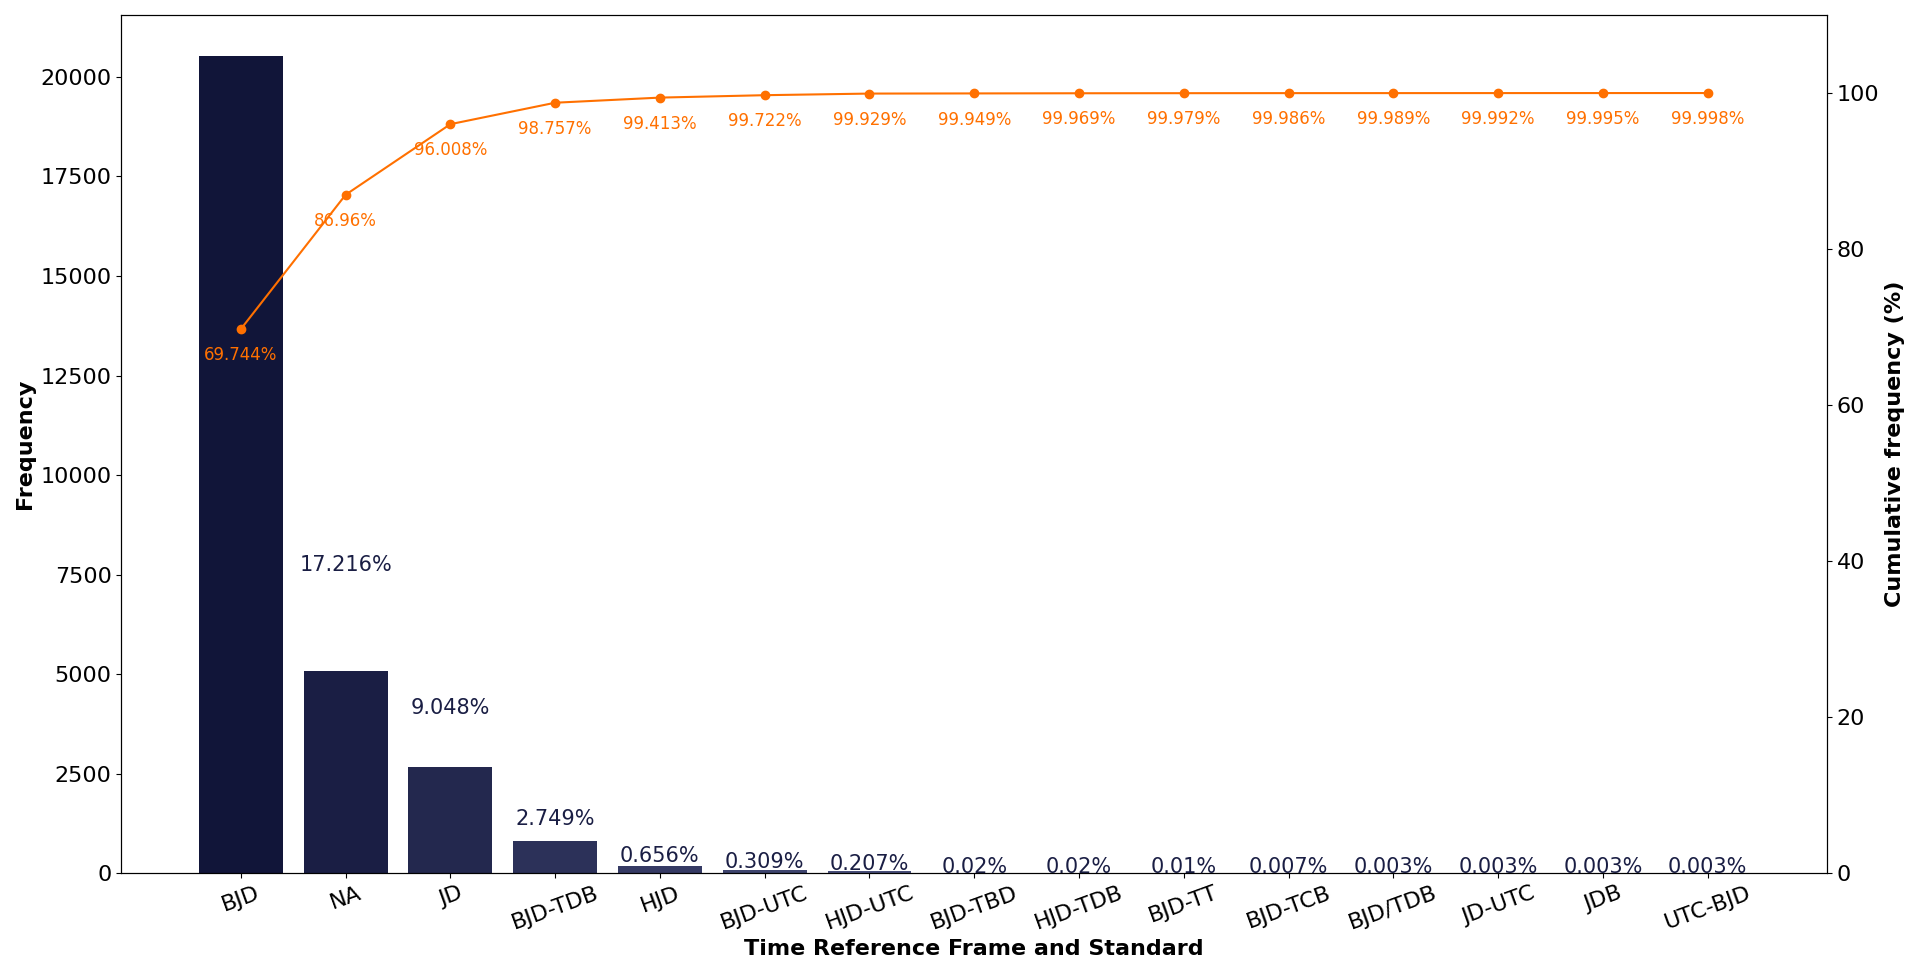 Frequency
20000
17500
15000
12500
10000
7500
5000
2500
0
69.744%
86.96%
96.008%
98.757%
99.413%
99.722%
99.929%
99.949%
99.969%
99.979%
99.986%
99.989%
99.992%
99.995%
99.998%
17.216%
9.048%
2.749%
0.656%
0.309%
0.207%
0.02%
0.02%
0.01%
0.007%
0.003%
0.003%
0.003%
0.003%
100
80
60
40
20
0
Cumulative frequency (%)
BJD
NA
JD
BJD-TDB
HJD
BJD-UTC
HJD-UTC
BJD-TBD
HJD-TDB
BJD-TT
BJD-TCB
BJD/TDB
JD-UTC
JDB
UTC-BJD
Time Reference Frame and Standard